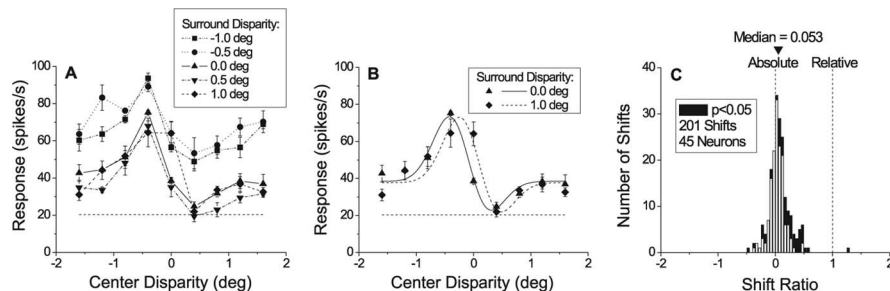 A
Surround Disparity:
-1.0 deg
-0.5 deg
0.0 deg
0.5 deg
1.0 deg
Response (spikes/s)
100
80
60
40
20
0
-2 -1 0 1 2
Center Disparity (deg)
B
Surround Disparity:
0.0 deg
1.0 deg
Response (spikes/s)
100
80
60
40
20
0
-2 -1 0 1 2
Center Disparity (deg)
Median = 0.053
Absolute Relative
C
p<0.05
201 Shifts
45 Neurons
Number of Shifts
40
30
20
10
0
-1 0 1 2
Shift Ratio